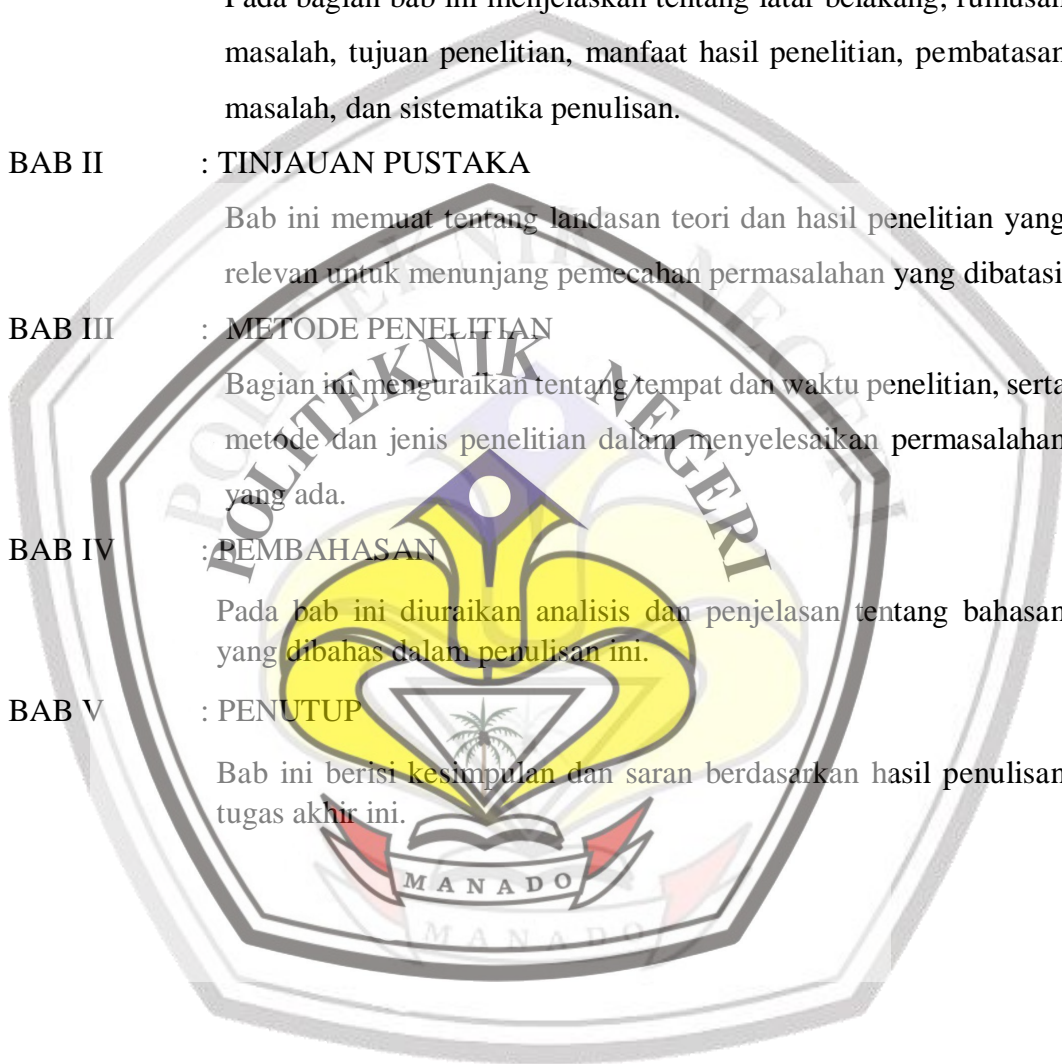 Pada bagian bab ini menjelaskan tentang latar belakang, rumusan
masalah, tujuan penelitian, manfaat hasil penelitian, pembatasan
masalah, dan sistematika penulisan.
BAB II : TINJAUAN PUSTAKA
Bab ini memuat tentang landasan teori dan hasil penelitian yang
relevan untuk menunjang pemecahan permasalahan yang dibatasi
BAB III : METODE PENELITIAN
Bagian ini menguraikan tentang tempat dan waktu penelitian, serta
metode dan jenis penelitian dalam menyelesaikan permasalahan
yang ada.
BAB IV : PEMBAHASAN
Pada bab ini diuraikan analisis dan penjelasan tentang bahasan
yang dibahas dalam penulisan ini.
BAB V : PENUTUP
Bab ini berisi kesimpulan dan saran berdasarkan hasil penulisan
tugas akhir ini.
POLITEKNIK NEGERI
MANADO
POLITEKNIK NEGERI
MANADO